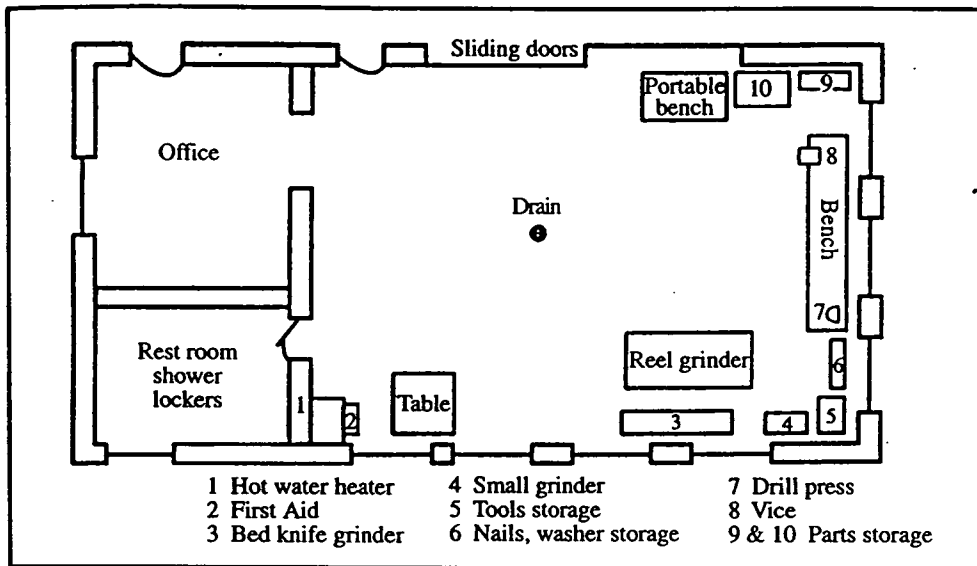 Sliding doors
Portable
bench
10
9
Office
8
Drain
Bench
7
Rest room
shower
lockers
Reel grinder
6
1
2
Table
3
4
5
1 Hot water heater
2 First Aid
3 Bed knife grinder
4 Small grinder
5 Tools storage
6 Nails, washer storage
7 Drill press
8 Vice
9 & 10 Parts storage